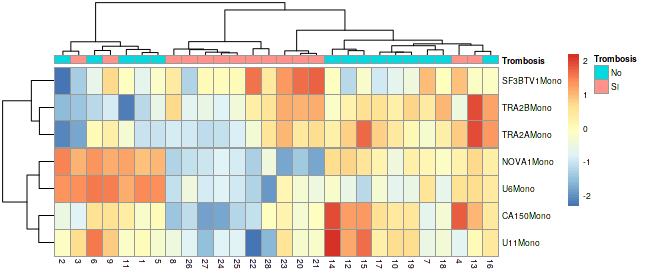 Trombosis
Trombosis
2
No
SI
SF3BTV1Mono
1
TRA2BMono
0
TRA2AMono
-1
NOVA1Mono
-2
U6Mono
CA150Mono
U11Mono
2 3 6 9 11 1 5 8 26 27 24 25 22 28 23 20 21 14 12 15 17 10 19 7 18 4 13 16